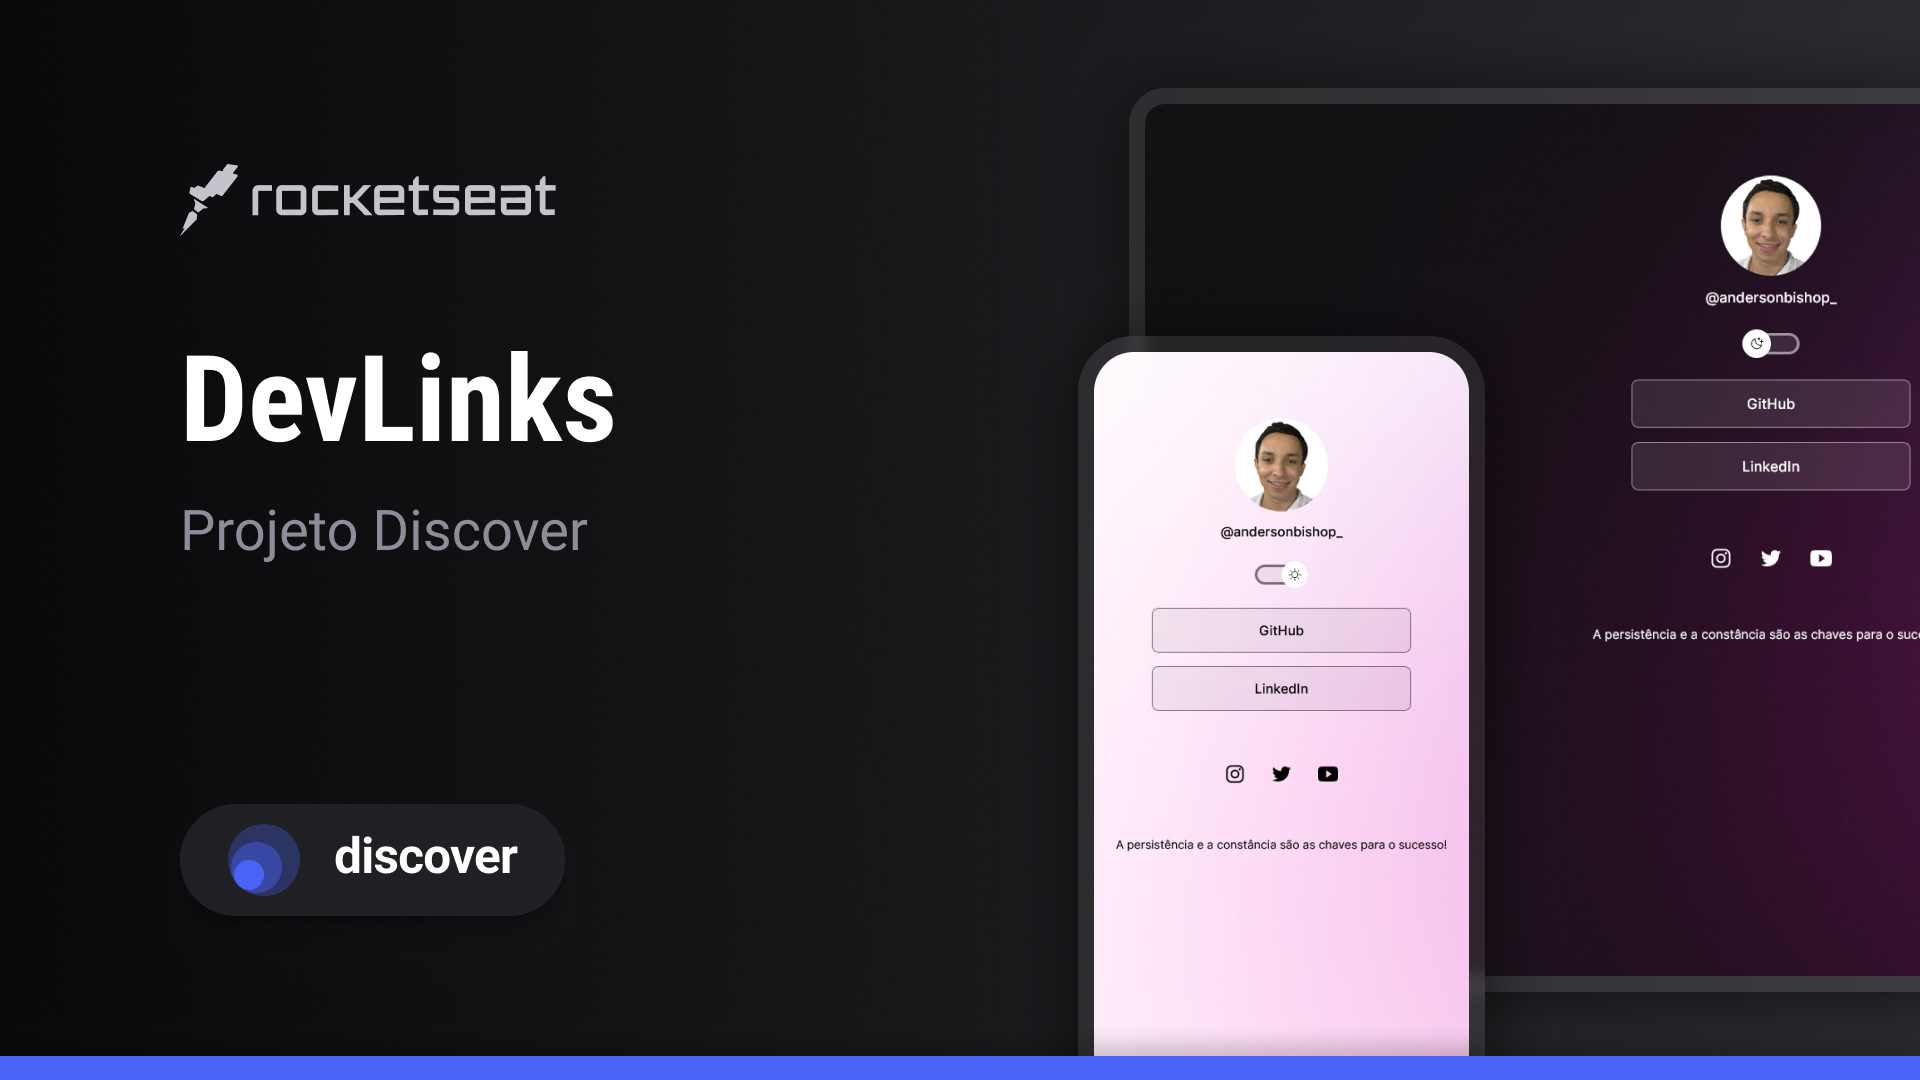 rocketseat
DevLinks
Projeto Discover
discover
@andersonbishop_
GitHub
LinkedIn
A persistência e a constância são as chaves para o sucesso!
@andersonbishop_
GitHub
LinkedIn
A persistência e a constância são as chaves para o